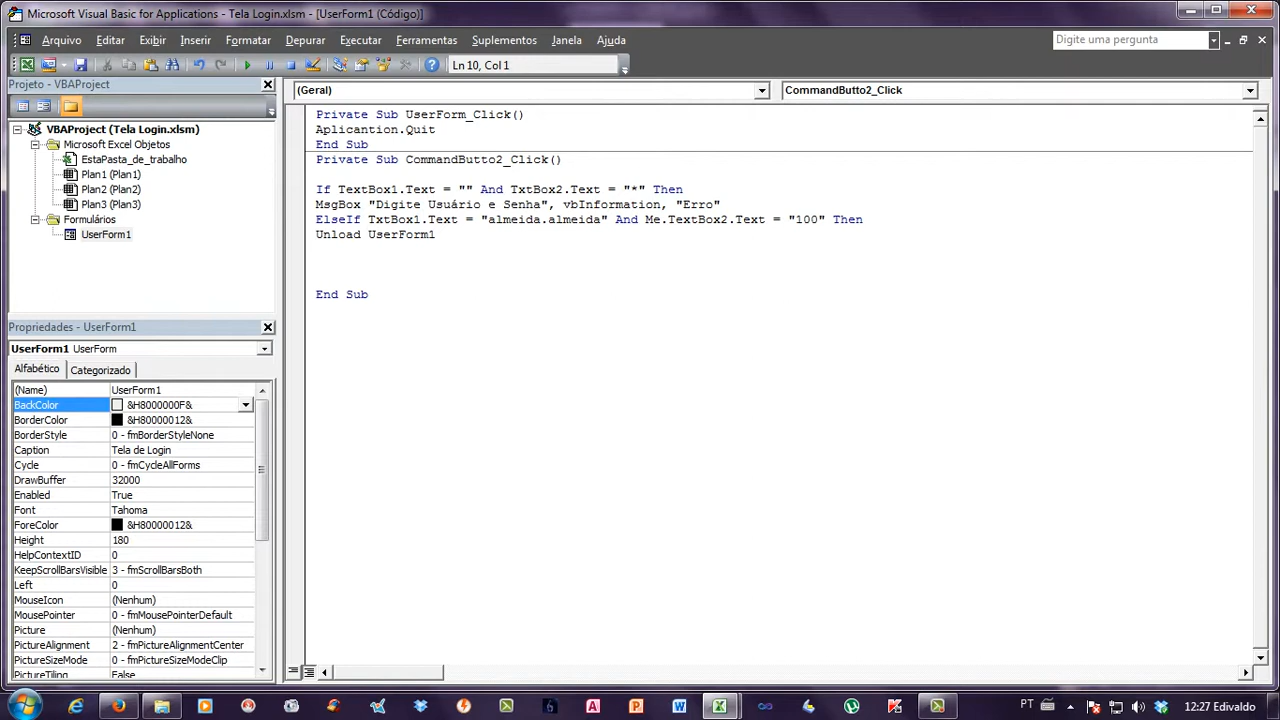 Microsoft Visual Basic for Applications - Tela Login.xlsm - [UserForm1 (Código)]
Arquivo Editar Exibir Inserir Formatar Depurar Executar Ferramentas Suplementos Janela Ajuda
Digite uma pergunta
Ln 10, Col 1
Projeto - VBAProject
VBAProject (Tela Login.xlsm)
Microsoft Excel Objetos
EstaPasta_de_trabalho
Plan1 (Plan1)
Plan2 (Plan2)
Plan3 (Plan3)
Formulários
UserForm1
Propriedades - UserForm1
UserForm1 UserForm
Alfabético Categorizado
(Name) UserForm1
BackColor &H8000000F&
BorderColor &H80000012&
BorderStyle 0 - fmBorderStyleNone
Caption Tela de Login
Cycle 0 - fmCycleAllForms
DrawBuffer 32000
Enabled True
Font Tahoma
ForeColor &H80000012&
Height 180
HelpContextID 0
KeepScrollBarsVisible 3 - fmScrollBarsBoth
Left 0
MouseIcon (Nenhum)
MousePointer 0 - fmMousePointerDefault
Picture (Nenhum)
PictureAlignment 2 - fmPictureAlignmentCenter
PictureSizeMode 0 - fmPictureSizeModeClip
PictureTiling False
(Geral) CommandButto2_Click
Private Sub UserForm_Click()
Aplicantion.Quit
End Sub
Private Sub CommandButto2_Click()
If TextBox1.Text = "" And TxtBox2.Text = "*" Then
MsgBox "Digite Usuário e Senha", vbInformation, "Erro"
ElseIf TxtBox1.Text = "almeida.almeida" And Me.TextBox2.Text = "100" Then
Unload UserForm1
End Sub
PT 12:27 Edivaldo